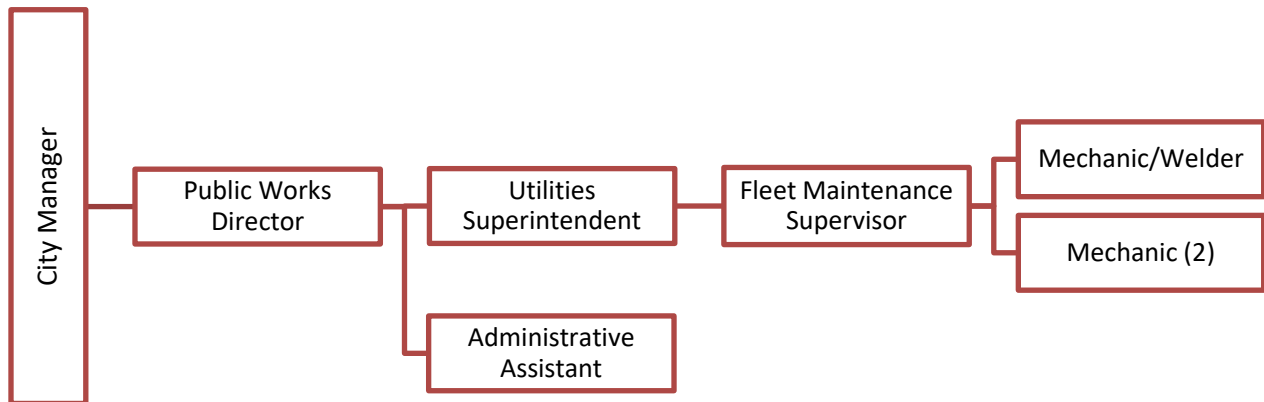 City Manager
Public Works
Director
Utilities
Superintendent
Administrative
Assistant
Fleet Maintenance
Supervisor
Mechanic/Welder
Mechanic (2)